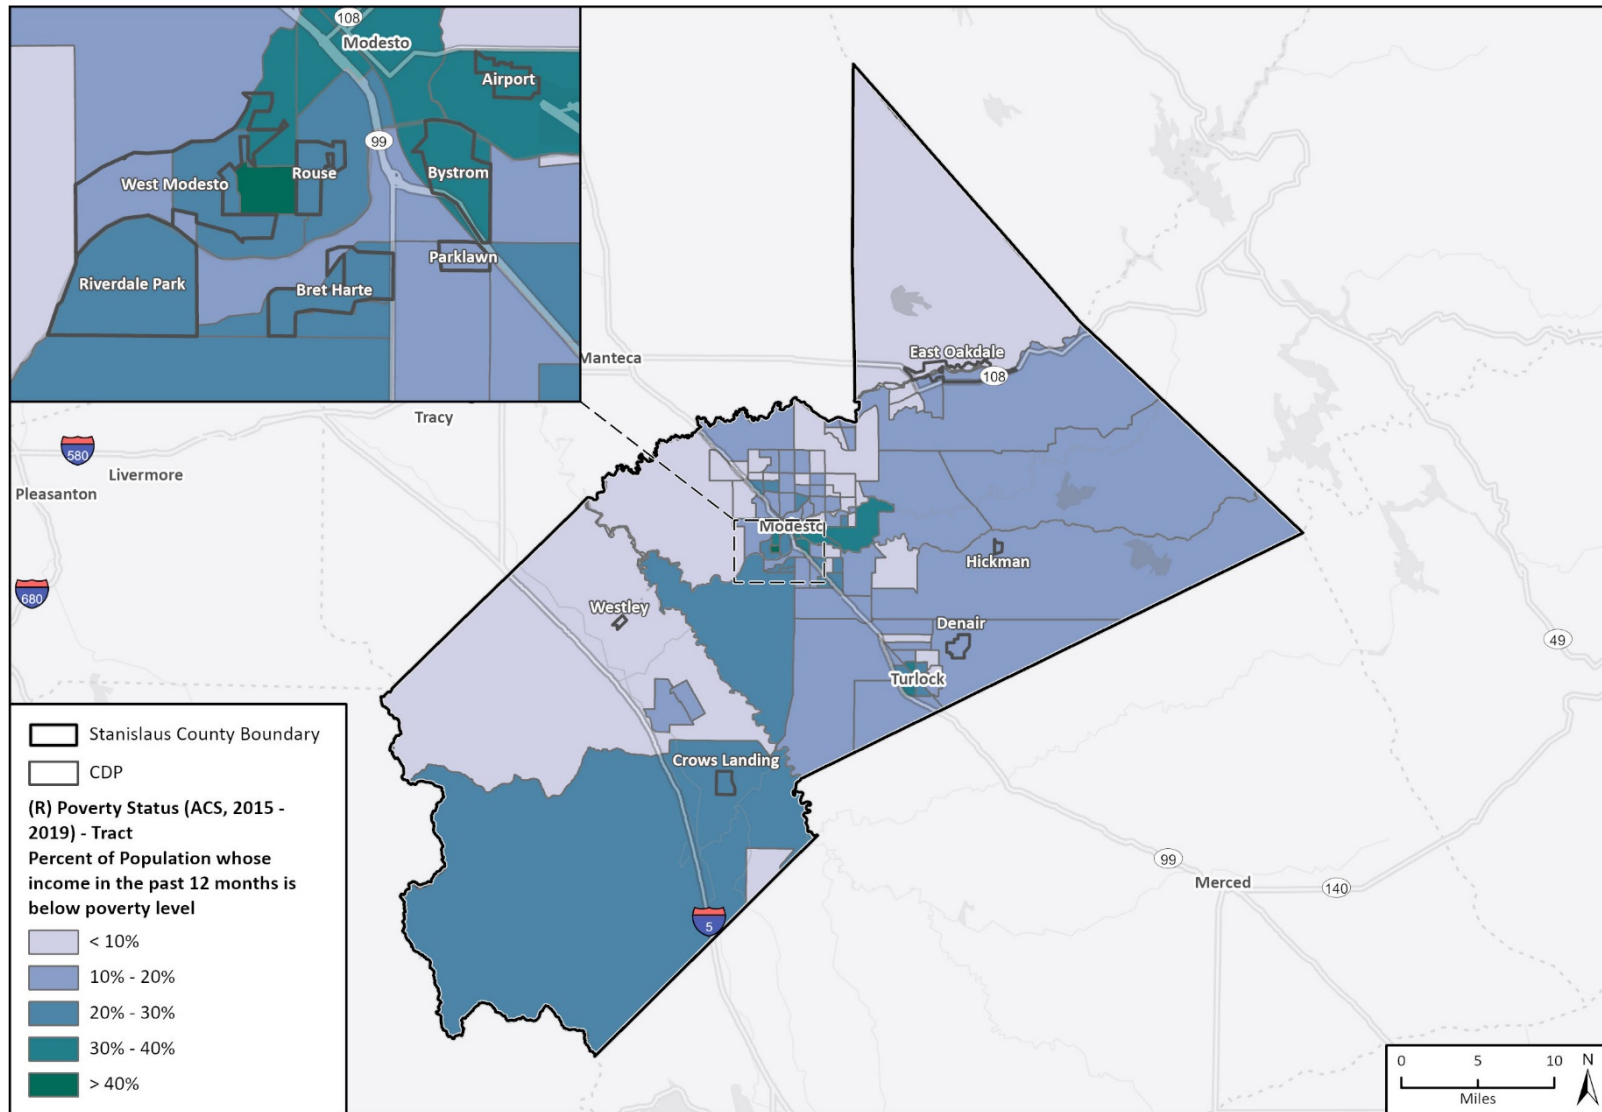 108
Modesto
Airport
99
West Modesto
Rouse
Bystrom
Riverdale Park
Bret Harte
Parklawn
Manteca
Tracy
580
Livermore
Pleasanton
680
East Oakdale
108
Modesto
Hickman
Westley
Denair
Turlock
49
Crows Landing
99
Merced
140
5
Stanislaus County Boundary
CDP
(R) Poverty Status (ACS, 2015 -
2019) - Tract
Percent of Population whose
income in the past 12 months is
below poverty level
< 10%
10% - 20%
20% - 30%
30% - 40%
> 40%
0 5 10
Miles
N